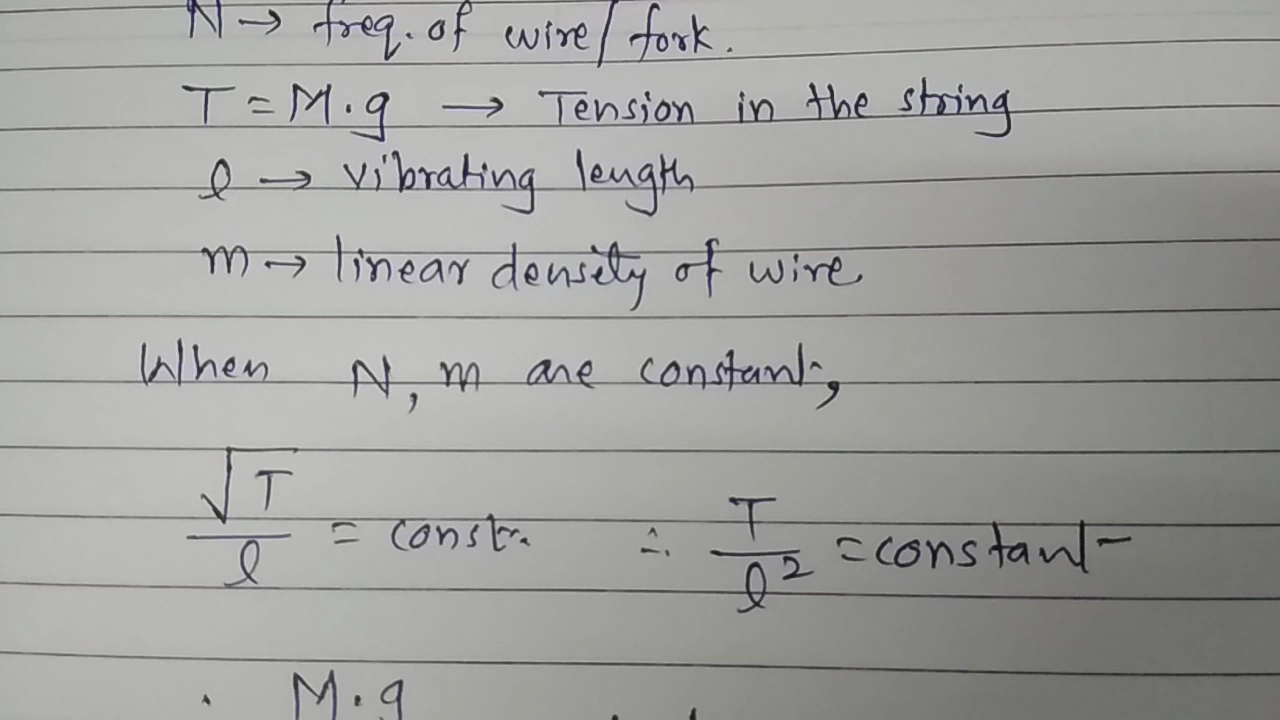 N → freq. of wire/fork.
T = M.g → Tension in the string
l → vibrating length
m → linear density of wire
When N, m are constant,
√T/l = const. ∴ T/l² = constant
. M.g